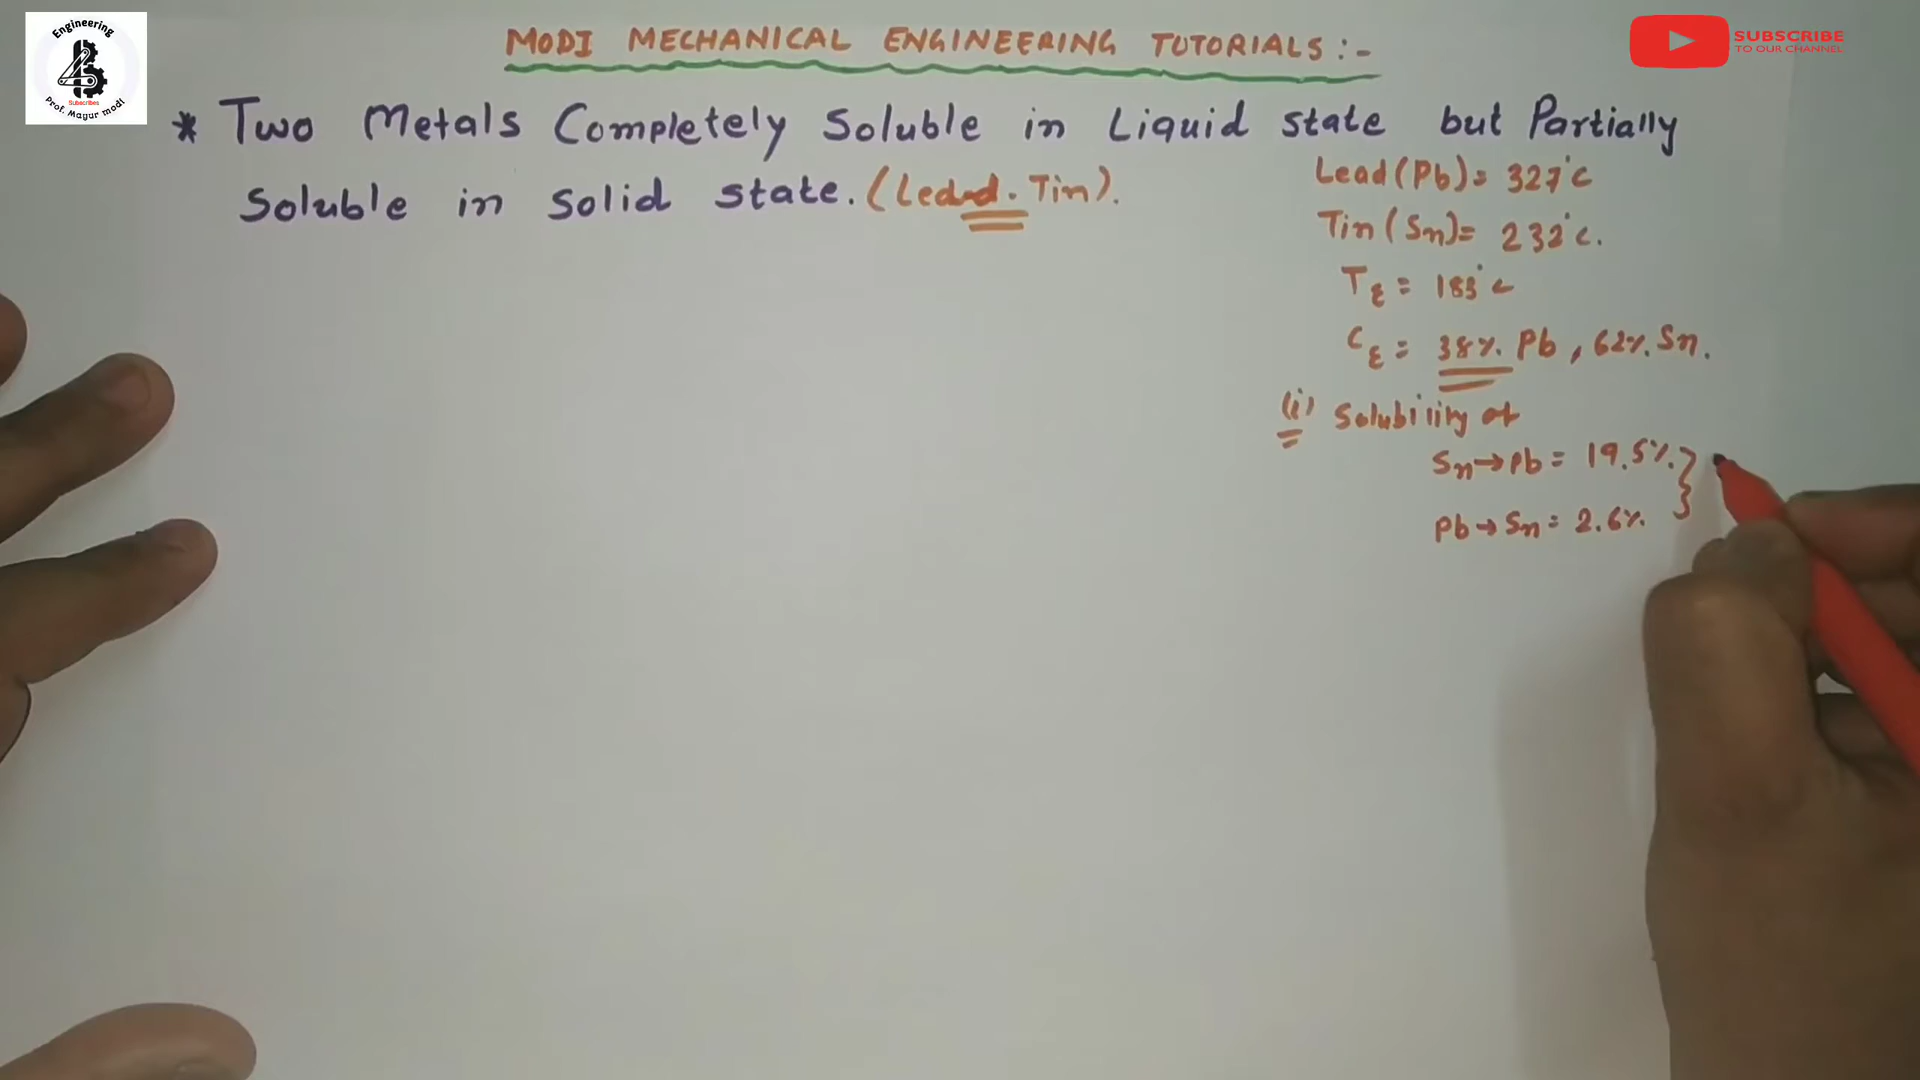 Engineering
Subscribes
Prof. Mayur modi
MODI MECHANICAL ENGINEERING TUTORIALS :-
SUBSCRIBE
TO OUR CHANNEL
* Two Metals Completely Soluble in Liquid state but Partially
Soluble in Solid state. (Lead. Tin).
Lead (Pb) = 327°c
Tin (Sn) = 232°c.
TE = 183°c
CE = 38%. Pb, 62%. Sn.
(i) Solubility at
Sn→Pb = 19.5%.
Pb→Sn = 2.6%.